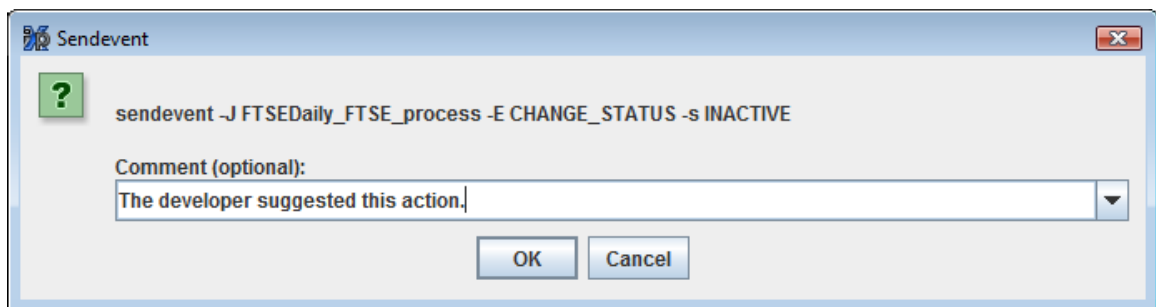 Sendevent
?
sendevent -J FTSEDaily_FTSE_process -E CHANGE_STATUS -s INACTIVE
Comment (optional):
The developer suggested this action.
OK Cancel